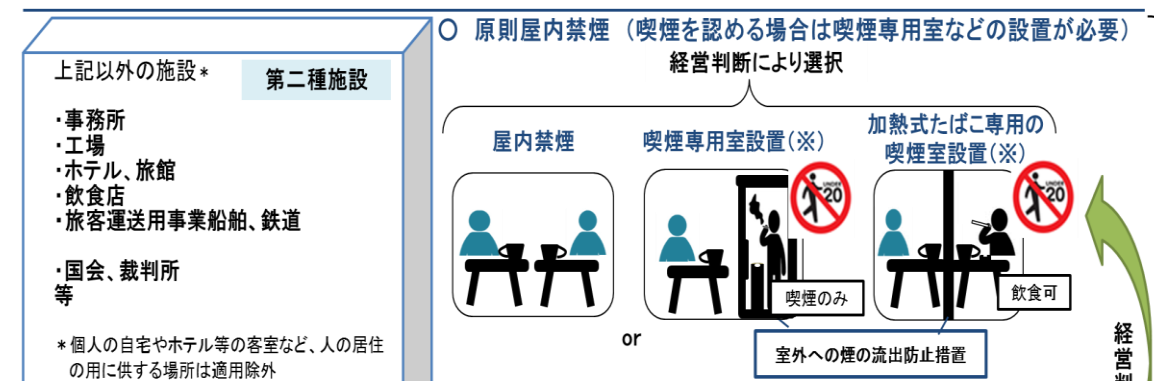 〇 原則屋内禁煙 (喫煙を認める場合は喫煙専用室などの設置が必要)
経営判断により選択
上記以外の施設*
第二種施設
・事務所
・工場
・ホテル、旅館
・飲食店
・旅客運送用事業船舶、鉄道
・国会、裁判所
等
*個人の自宅やホテル等の客室など、人の居住
の用に供する場所は適用除外
屋内禁煙
喫煙専用室設置(※)
加熱式たばこ専用の
喫煙室設置(※)
UNDER
20
UNDER
20
喫煙のみ
飲食可
or
室外への煙の流出防止措置
経営